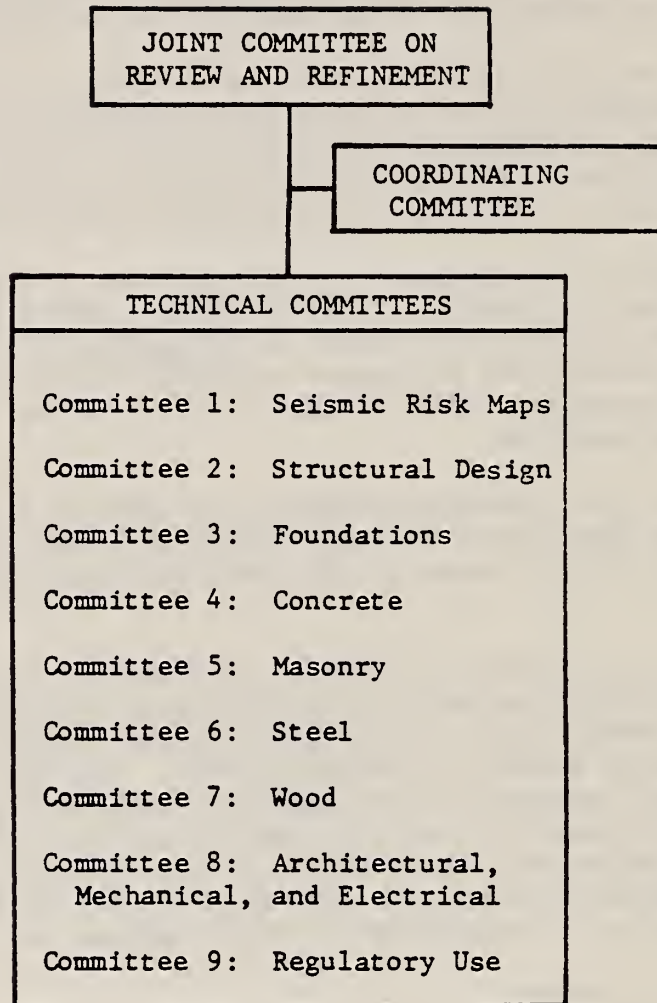 JOINT COMMITTEE ON
REVIEW AND REFINEMENT
COORDINATING
COMMITTEE
TECHNICAL COMMITTEES
Committee 1: Seismic Risk Maps
Committee 2: Structural Design
Committee 3: Foundations
Committee 4: Concrete
Committee 5: Masonry
Committee 6: Steel
Committee 7: Wood
Committee 8: Architectural,
Mechanical, and Electrical
Committee 9: Regulatory Use